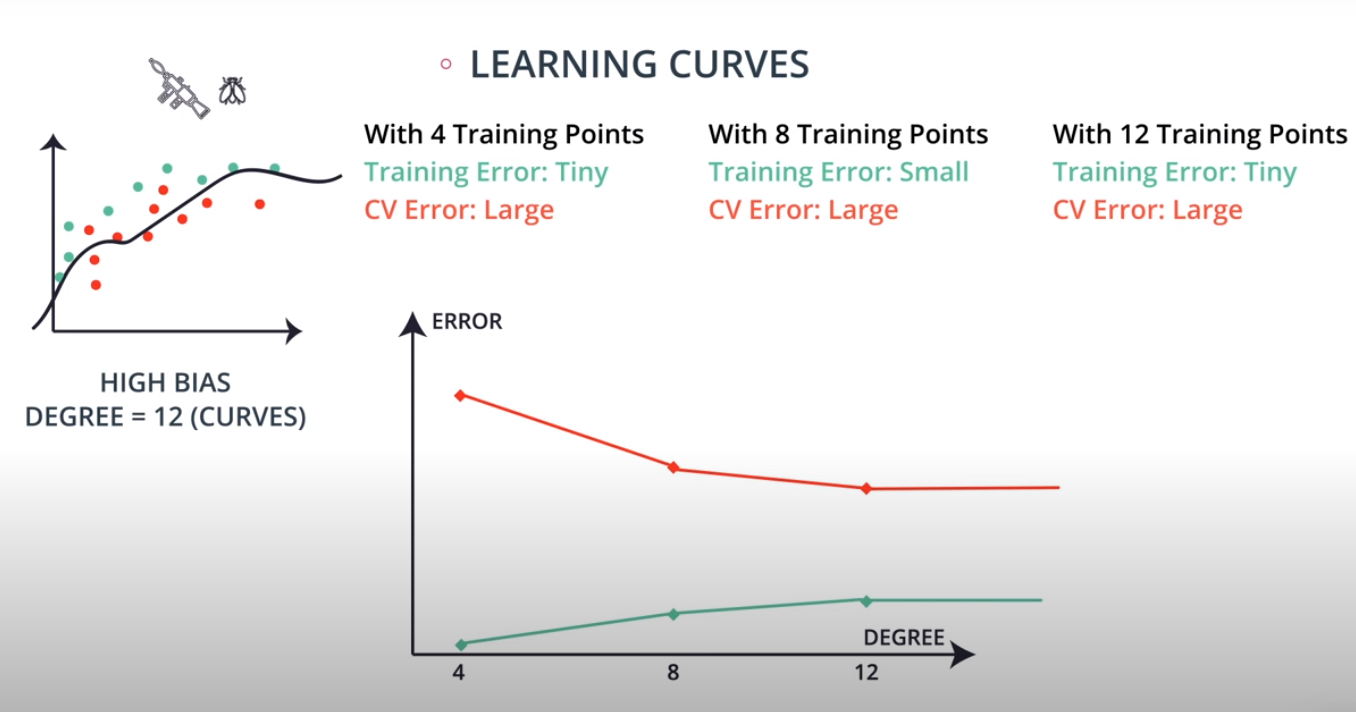 LEARNING CURVES
With 4 Training Points
Training Error: Tiny
CV Error: Large
With 8 Training Points
Training Error: Small
CV Error: Large
With 12 Training Points
Training Error: Tiny
CV Error: Large
HIGH BIAS
DEGREE = 12 (CURVES)
ERROR
DEGREE
4 8 12